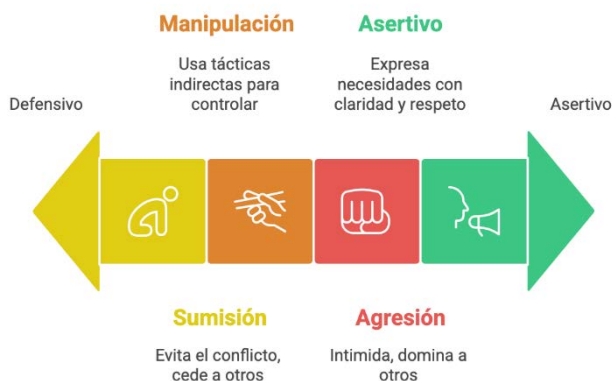 Manipulación
Asertivo
Usa tácticas
indirectas para
controlar
Expresa
necesidades con
claridad y respeto
Defensivo
Asertivo
Sumisión
Agresión
Evita el conflicto,
cede a otros
Intimida, domina a
otros